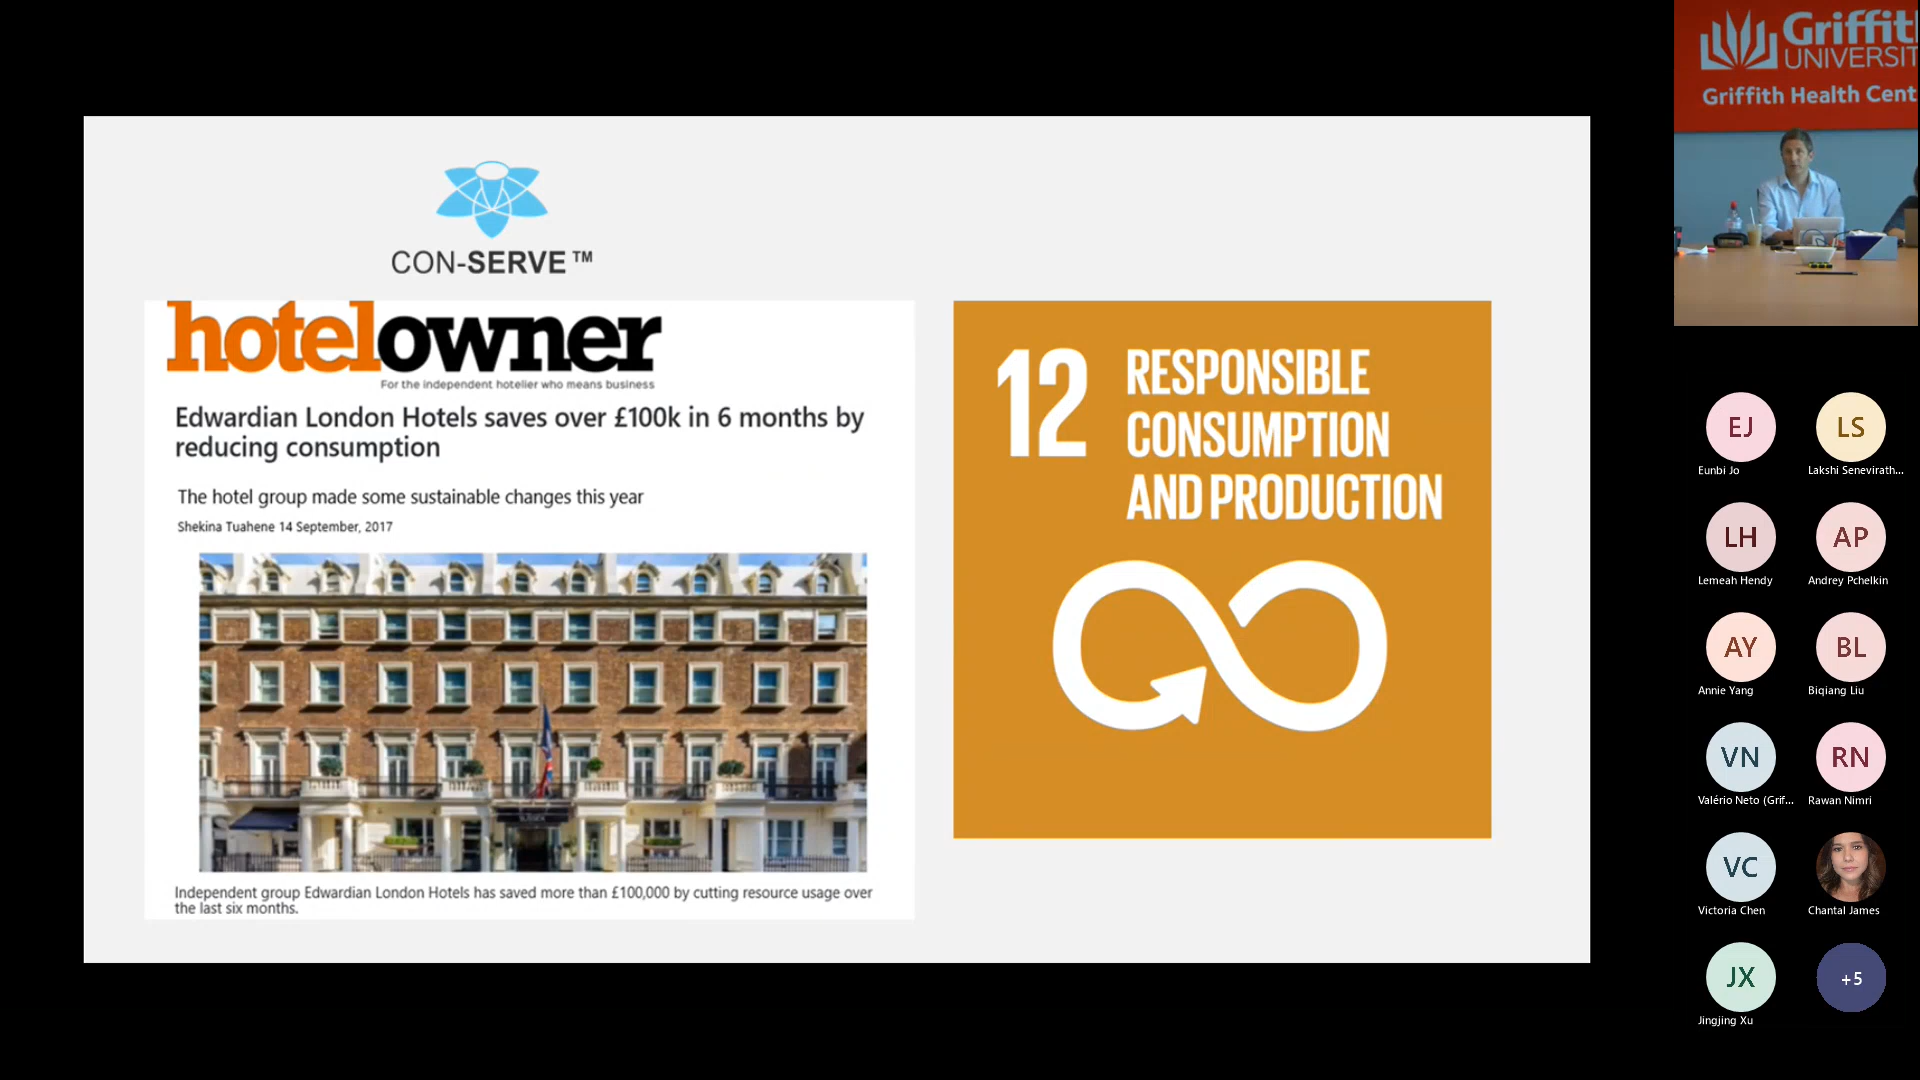 CON-SERVE™
hotelowner
For the independent hotelier who means business
Edwardian London Hotels saves over £100k in 6 months by
reducing consumption
The hotel group made some sustainable changes this year
Shekina Tuahene 14 September, 2017
Independent group Edwardian London Hotels has saved more than £100,000 by cutting resource usage over
the last six months.
12 RESPONSIBLE
CONSUMPTION
AND PRODUCTION
Griffit
UNIVERSIT
Griffith Health Cent
EJ
Eunbi Jo
LS
Lakshi Senevirath...
LH
Lemeah Hendy
AP
Andrey Pchelkin
AY
Annie Yang
BL
Biqiang Liu
VN
Valério Neto (Grif...
RN
Rawan Nimri
VC
Victoria Chen
Chantal James
JX
Jingjing Xu
+5